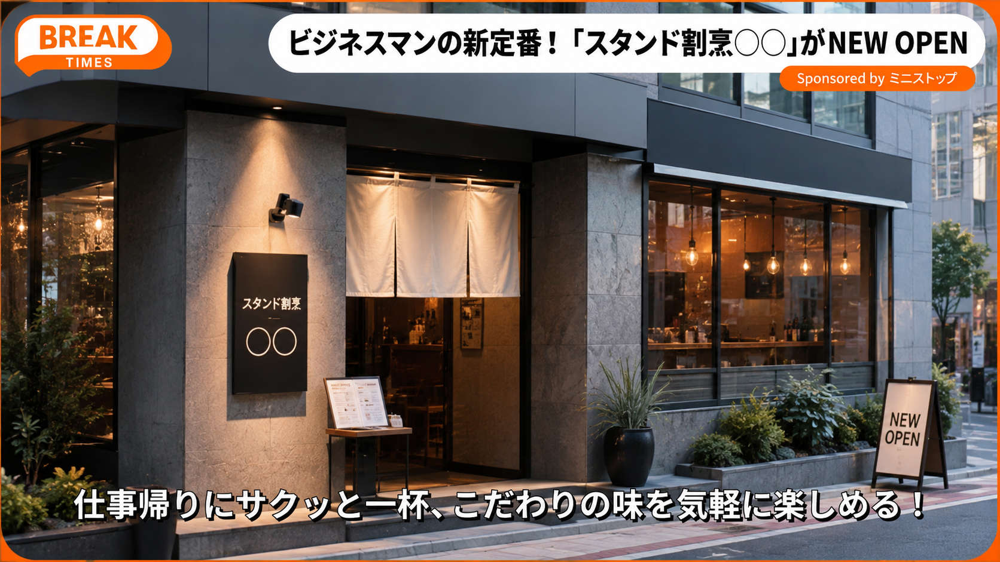 BREAK
TIMES
ビジネスマンの新定番！「スタンド割烹〇〇」がNEW OPEN
Sponsored by ミニストップ
スタンド割烹
〇〇
NEW
OPEN
仕事帰りにサクッと一杯、こだわりの味を気軽に楽しめる！